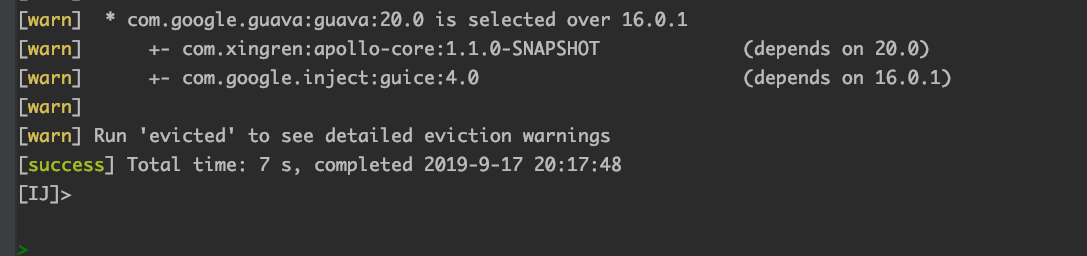 [warn]  * com.google.guava:guava:20.0 is selected over 16.0.1
[warn]      +- com.xingren:apollo-core:1.1.0-SNAPSHOT             (depends on 20.0)
[warn]      +- com.google.inject:guice:4.0                        (depends on 16.0.1)
[warn]
[warn] Run 'evicted' to see detailed eviction warnings
[success] Total time: 7 s, completed 2019-9-17 20:17:48
[IJ]>
>